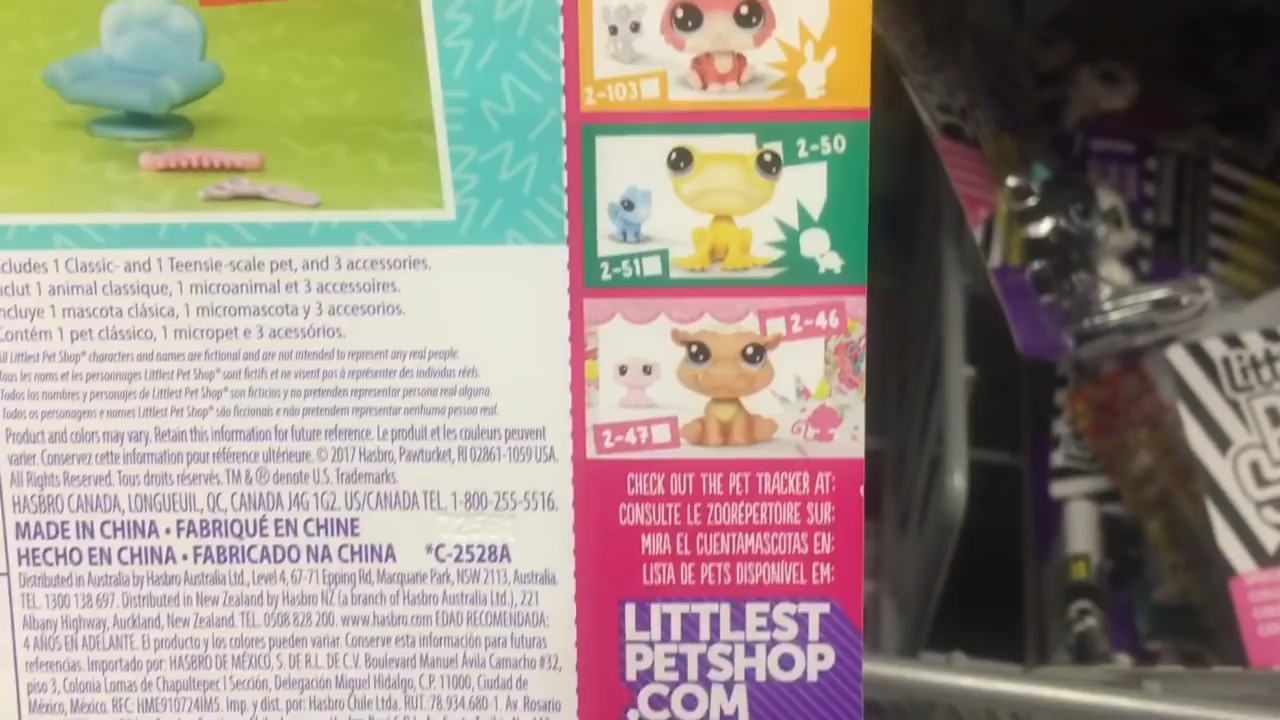 2-103
2-50
2-51
2-46
2-47
cludes 1 Classic- and 1 Teensie-scale pet, and 3 accessories.
clut 1 animal classique, 1 microanimal et 3 accessoires.
ncluye 1 mascota clásica, 1 micromascota y 3 accesorios.
Contém 1 pet clássico, 1 micropet e 3 acessórios.
ll Littlest Pet Shop® characters and names are fictional and are not intended to represent any real people.
Tous les noms et les personnages Littlest Pet Shop® sont fictifs et ne visent pas à représenter des individus réels.
Todos los nombres y personajes de Littlest Pet Shop® son ficticios y no pretenden representar persona real alguna.
Todos os personagens e nomes Littlest Pet Shop® são ficcionais e não pretendem representar nenhuma pessoa real.
Product and colors may vary. Retain this information for future reference. Le produit et les couleurs peuvent
varier. Conservez cette information pour référence ultérieure. © 2017 Hasbro, Pawtucket, RI 02861-1059 USA.
All Rights Reserved. Tous droits réservés. TM & ® denote U.S. Trademarks.
HASBRO CANADA, LONGUEUIL, QC, CANADA J4G 1G2. US/CANADA TEL. 1-800-255-5516.
MADE IN CHINA • FABRIQUÉ EN CHINE
HECHO EN CHINA • FABRICADO NA CHINA *C-2528A
Distributed in Australia by Hasbro Australia Ltd., Level 4, 67-71 Epping Rd, Macquarie Park, NSW 2113, Australia.
TEL. 1300 138 697. Distributed in New Zealand by Hasbro NZ (a branch of Hasbro Australia Ltd.), 221
Albany Highway, Auckland, New Zealand. TEL. 0508 828 200. www.hasbro.com EDAD RECOMENDADA:
4 AÑOS EN ADELANTE. El producto y los colores pueden variar. Conserve esta información para futuras
referencias. Importado por: HASBRO DE MÉXICO, S. DE R.L. DE C.V. Boulevard Manuel Ávila Camacho #32,
piso 3, Colonia Lomas de Chapultepec I Sección, Delegación Miguel Hidalgo, C.P. 11000, Ciudad de
México, México. RFC: HME910724IM5. Imp. y dist. por: Hasbro Chile Ltda. RUT: 78 934 680-1. Av. Rosario
CHECK OUT THE PET TRACKER AT:
CONSULTE LE ZOORÉPERTOIRE SUR:
MIRA EL CUENTAMASCOTAS EN:
LISTA DE PETS DISPONÍVEL EM:
LITTLEST
PETSHOP
.COM